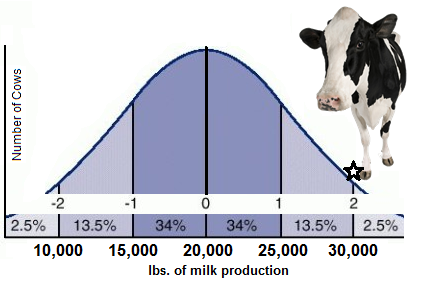 Number of Cows
-2 -1 0 1 2
2.5% 13.5% 34% 34% 13.5% 2.5%
10,000 15,000 20,000 25,000 30,000
lbs. of milk production